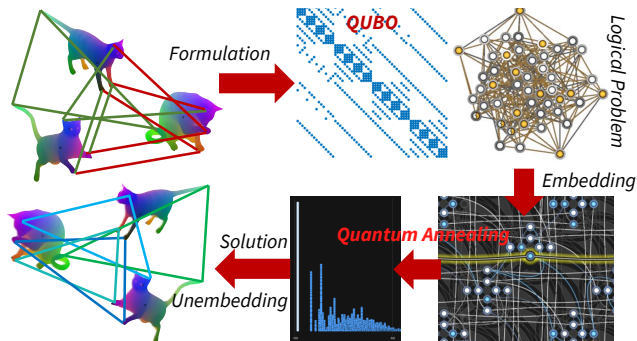 Formulation
QUBO
Logical Problem
Embedding
Quantum Annealing
Solution
Unembedding